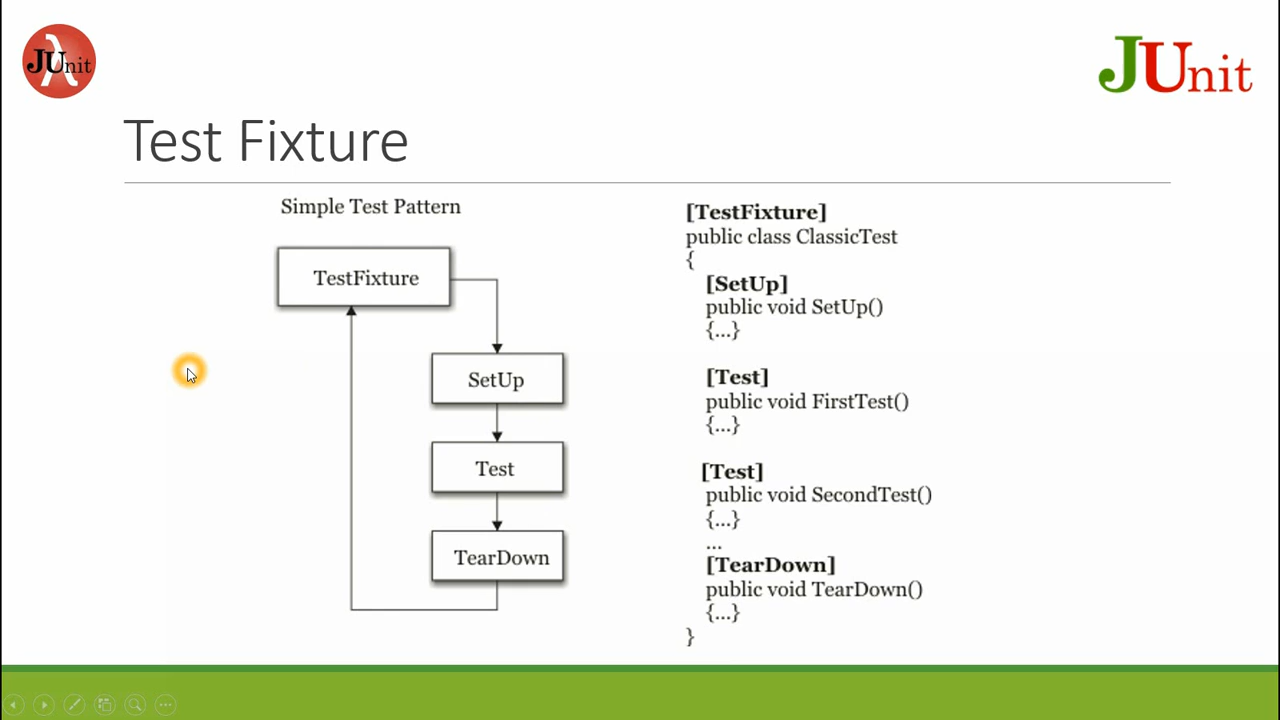 JUnit
JUnit
Test Fixture
Simple Test Pattern
TestFixture
SetUp
Test
TearDown
[TestFixture]
public class ClassicTest
{
[SetUp]
public void SetUp()
{...}
[Test]
public void FirstTest()
{...}
[Test]
public void SecondTest()
{...}
...
[TearDown]
public void TearDown()
{...}
}